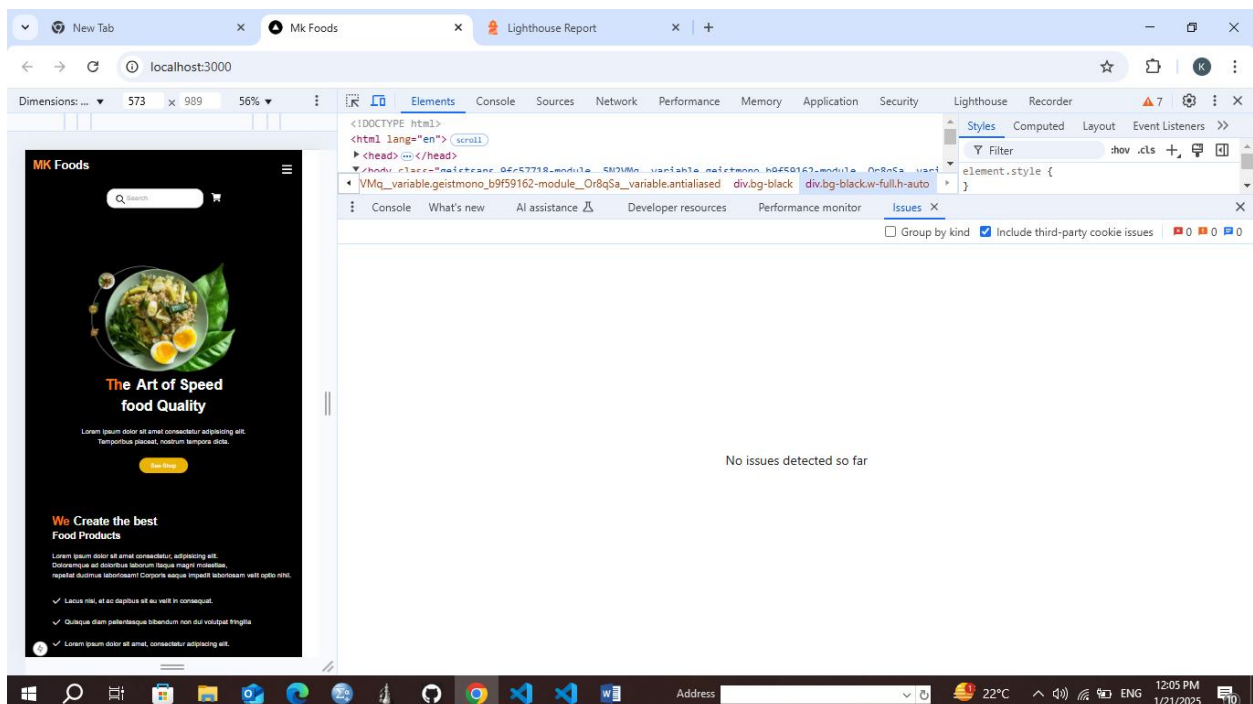 New Tab
Mk Foods
Lighthouse Report
localhost:3000
K
Dimensions: ...
573 x 989
56%
Elements Console Sources Network Performance Memory Application Security Lighthouse Recorder
7
MK Foods
Search
The Art of Speed
food Quality
Lorem ipsum dolor sit amet consectetur adipisicing elit.
Temporibus placeat, nostrum tempora dicta.
See Shop
We Create the best
Food Products
Lorem ipsum dolor sit amet consectetur, adipisicing elit.
Doloremque ad doloribus laborum itaque magni molestiae,
repellat ducimus laboriosam! Corporis eaque impedit laboriosam velit optio nihil.
Lacus nisi, et ac dapibus sit eu velit in consequat.
Quisque diam pellentesque bibendum non dui volutpat fringilla
Lorem ipsum dolor sit amet, consectetur adipiscing elit.
<!DOCTYPE html>
<html lang="en"> scroll
<head> ... </head>
<body class="geistsans_96c57718-module__5N2VMq__variable geistmono_b9f59162-module__Or8qSa__vari
VMq__variable.geistmono_b9f59162-module__Or8qSa__variable.antialiased div.bg-black div.bg-black.w-full.h-auto
Styles Computed Layout Event Listeners >>
Filter :hov .cls
element.style {
}
Console What's new AI assistance Developer resources Performance monitor Issues
Group by kind Include third-party cookie issues 0 0 0
No issues detected so far
Address
22°C
ENG
12:05 PM
1/21/2025
10